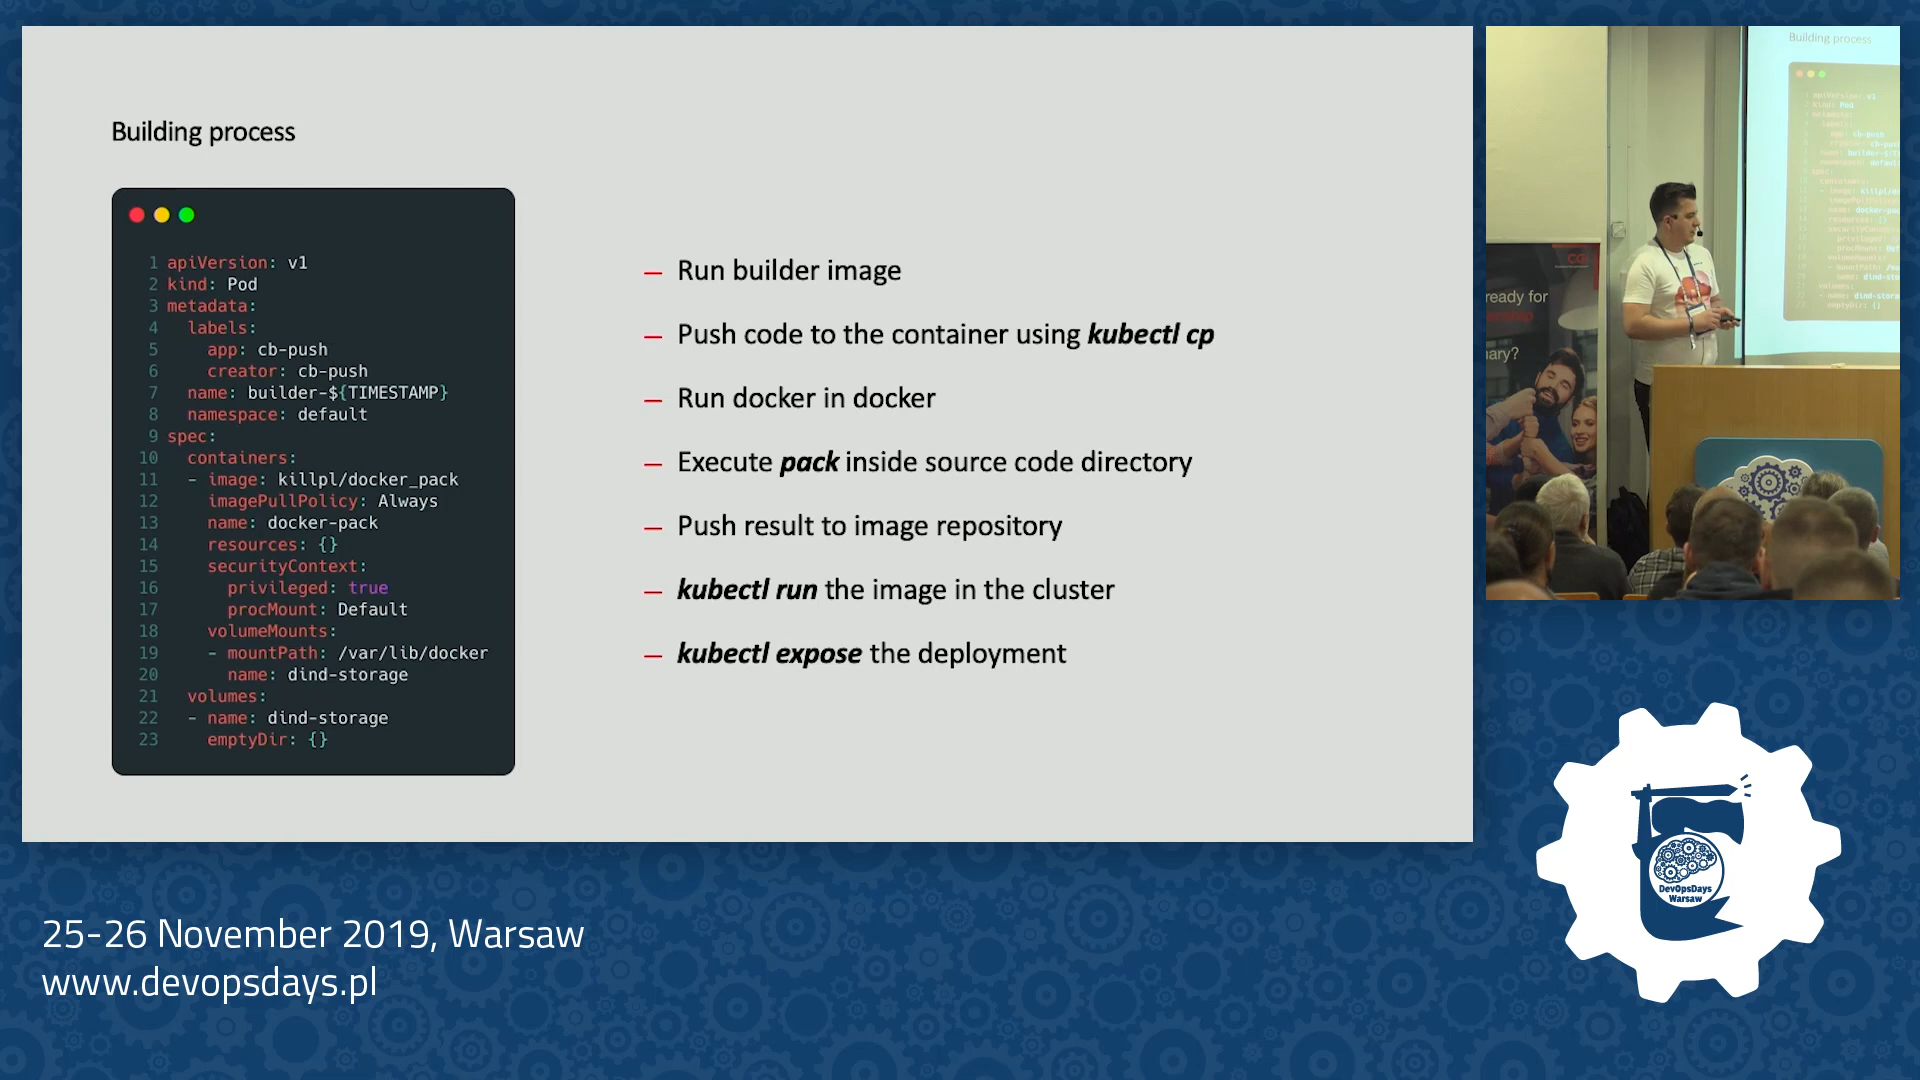 Building process
1 apiVersion: v1
2 kind: Pod
3 metadata:
4 labels:
5 app: cb-push
6 creator: cb-push
7 name: builder-${TIMESTAMP}
8 namespace: default
9 spec:
10 containers:
11 - image: killpl/docker_pack
12 imagePullPolicy: Always
13 name: docker-pack
14 resources: {}
15 securityContext:
16 privileged: true
17 procMount: Default
18 volumeMounts:
19 - mountPath: /var/lib/docker
20 name: dind-storage
21 volumes:
22 - name: dind-storage
23 emptyDir: {}
— Run builder image
— Push code to the container using kubectl cp
— Run docker in docker
— Execute pack inside source code directory
— Push result to image repository
— kubectl run the image in the cluster
— kubectl expose the deployment
Building process
CGI
ready for
ary?
DevOpsDays
Warsaw
25-26 November 2019, Warsaw
www.devopsdays.pl